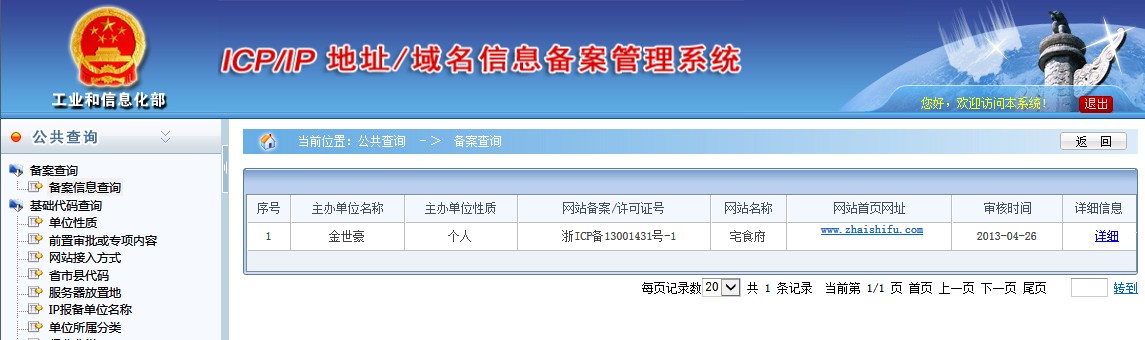 ICP/IP 地址/域名信息备案管理系统
工业和信息化部
您好，欢迎访问本系统！ 退出
公共查询
当前位置：公共查询 -> 备案查询 返 回
备案查询
备案信息查询
基础代码查询
单位性质
前置审批或专项内容
网站接入方式
省市县代码
服务器放置地
IP报备单位名称
单位所属分类
序号 主办单位名称 主办单位性质 网站备案/许可证号 网站名称 网站首页网址 审核时间 详细信息
1 金世豪 个人 浙ICP备13001431号-1 宅食府 www.zhaishifu.com 2013-04-26 详细
每页记录数 20 共 1 条记录 当前第 1/1 页 首页 上一页 下一页 尾页 转到